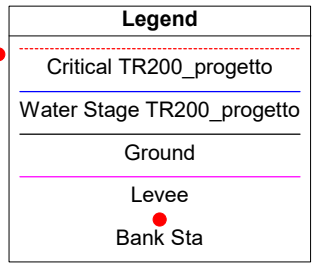 Legend
Critical TR200_progetto
Water Stage TR200_progetto
Ground
Levee
Bank Sta